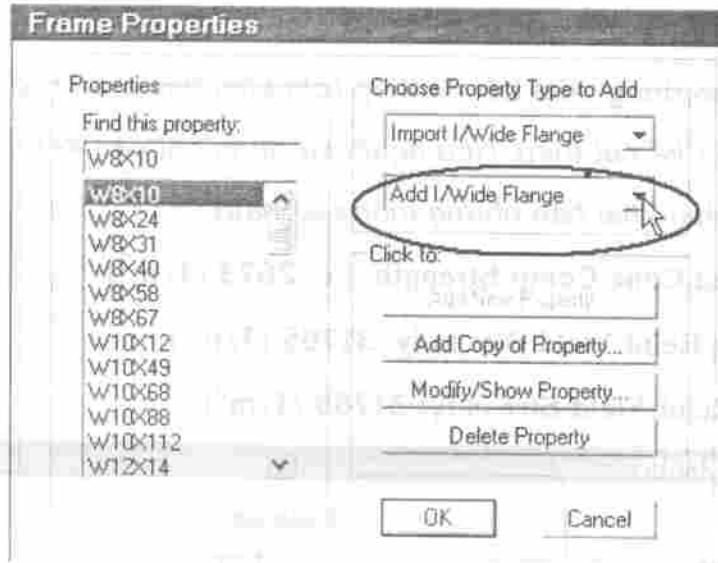 Frame Properties
Properties
Find this property:
W8X10
W8X10
W8X24
W8X31
W8X40
W8X58
W8X67
W10X12
W10X49
W10X68
W10X88
W10X112
W12X14
Choose Property Type to Add
Import I/Wide Flange
Add I/Wide Flange
Click to:
Add Copy of Property...
Modify/Show Property...
Delete Property
OK
Cancel